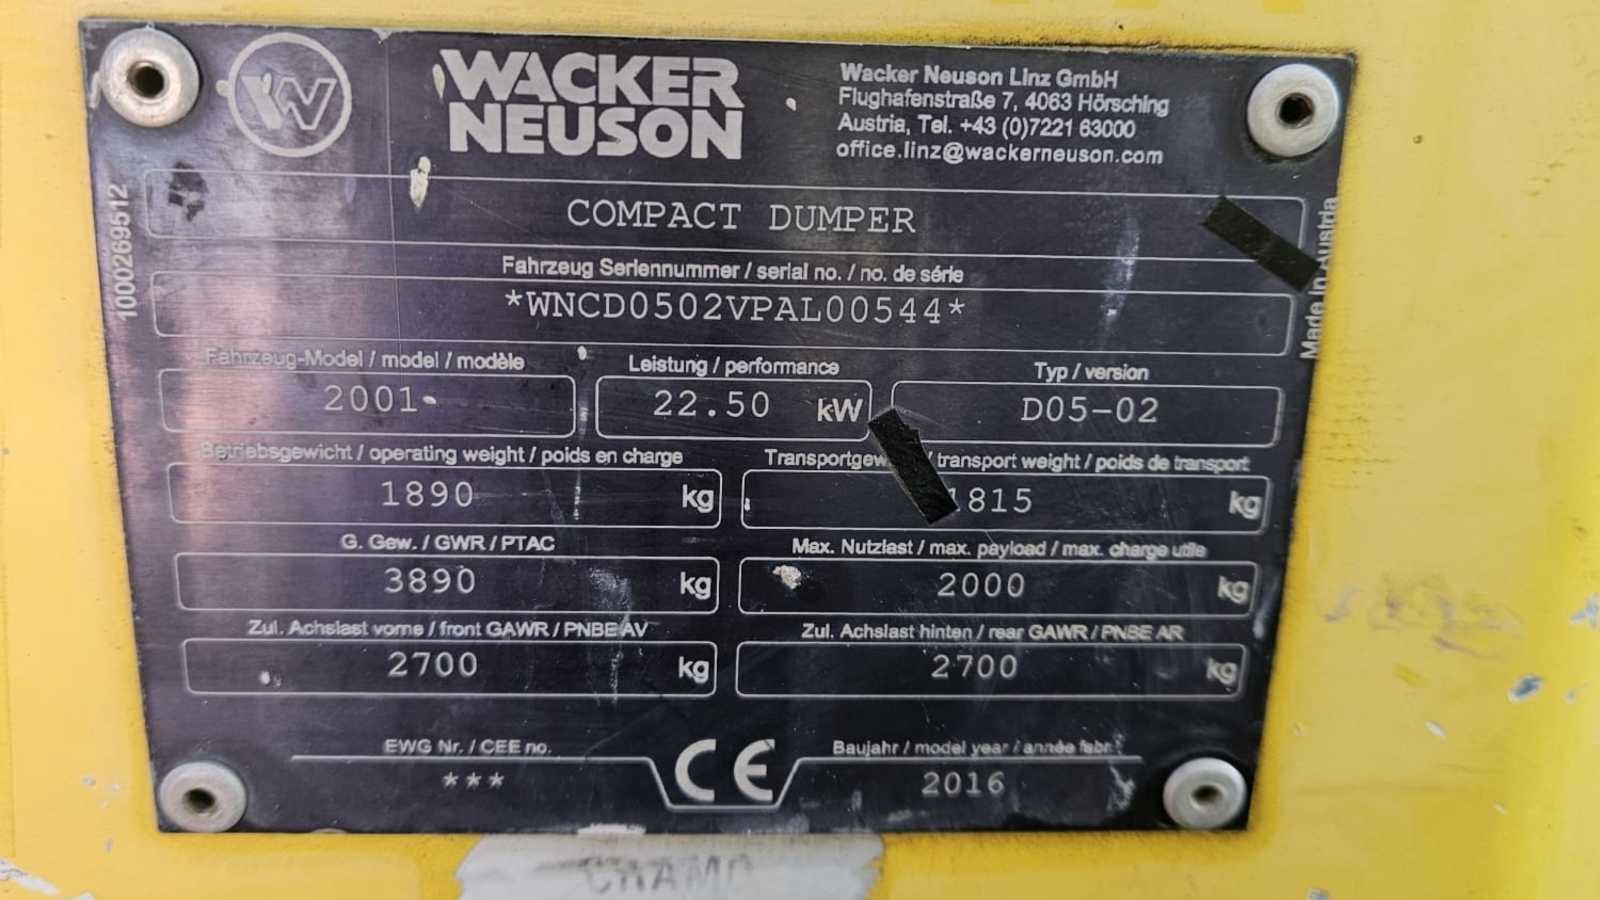 W
WACKER
NEUSON
Wacker Neuson Linz GmbH
Flughafenstraße 7, 4063 Hörsching
Austria, Tel. +43 (0)7221 63000
office.linz@wackerneuson.com
1000269512
COMPACT DUMPER
Made in Austria
Fahrzeug Seriennummer / serial no. / no. de série
*WNCD0502VPAL00544*
Fahrzeug-Model / model / modèle
2001
Leistung / performance
22.50 kW
Typ / version
D05-02
Betriebsgewicht / operating weight / poids en charge
1890 kg
/ transport weight / poids de transport
1815 kg
G. Gew. / GWR / PTAC
3890 kg
Max. Nutzlast / max. payload / max. charge utile
2000 kg
Zul. Achslast vorne / front GAWR / PNBE AV
2700 kg
Zul. Achslast hinten / rear GAWR / PNBE AR
2700 kg
EWG Nr. / CEE no.
***
CE
Baujahr / model year / année fabr.
2016